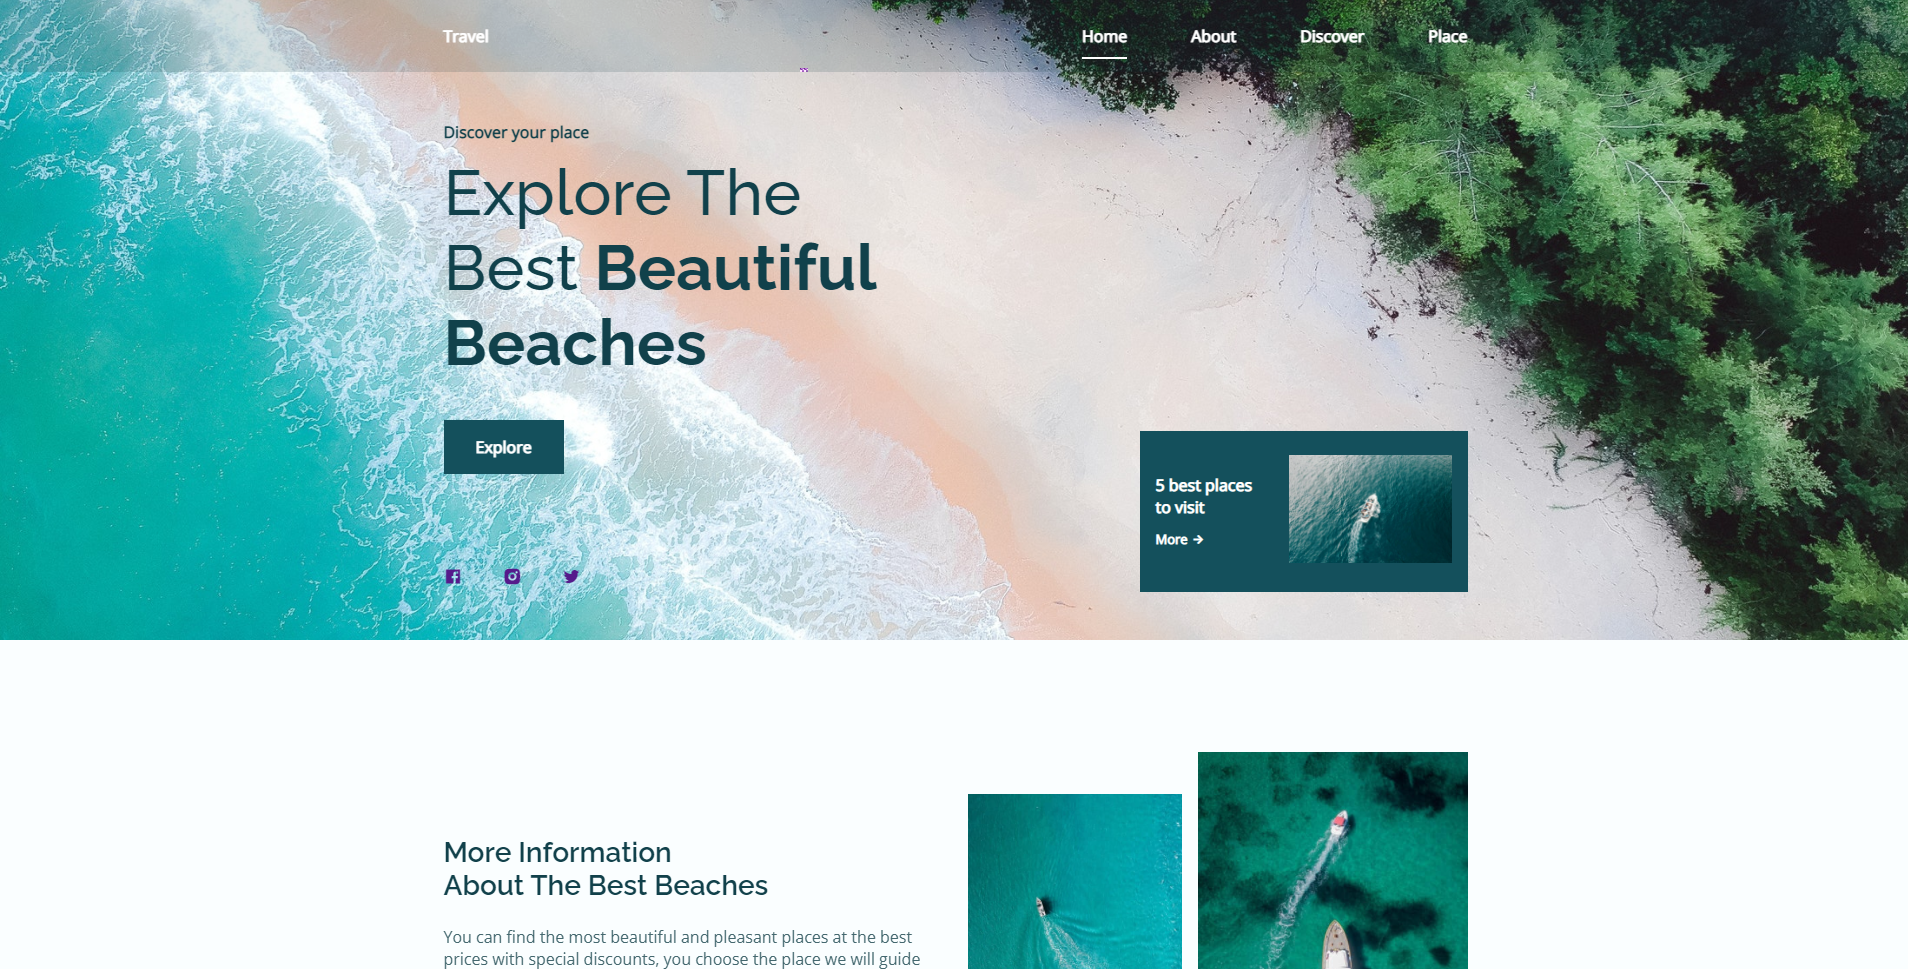 Travel
Home About Discover Place
Discover your place
Explore The
Best Beautiful
Beaches
Explore
5 best places
to visit
More →
More Information
About The Best Beaches
You can find the most beautiful and pleasant places at the best
prices with special discounts, you choose the place we will guide